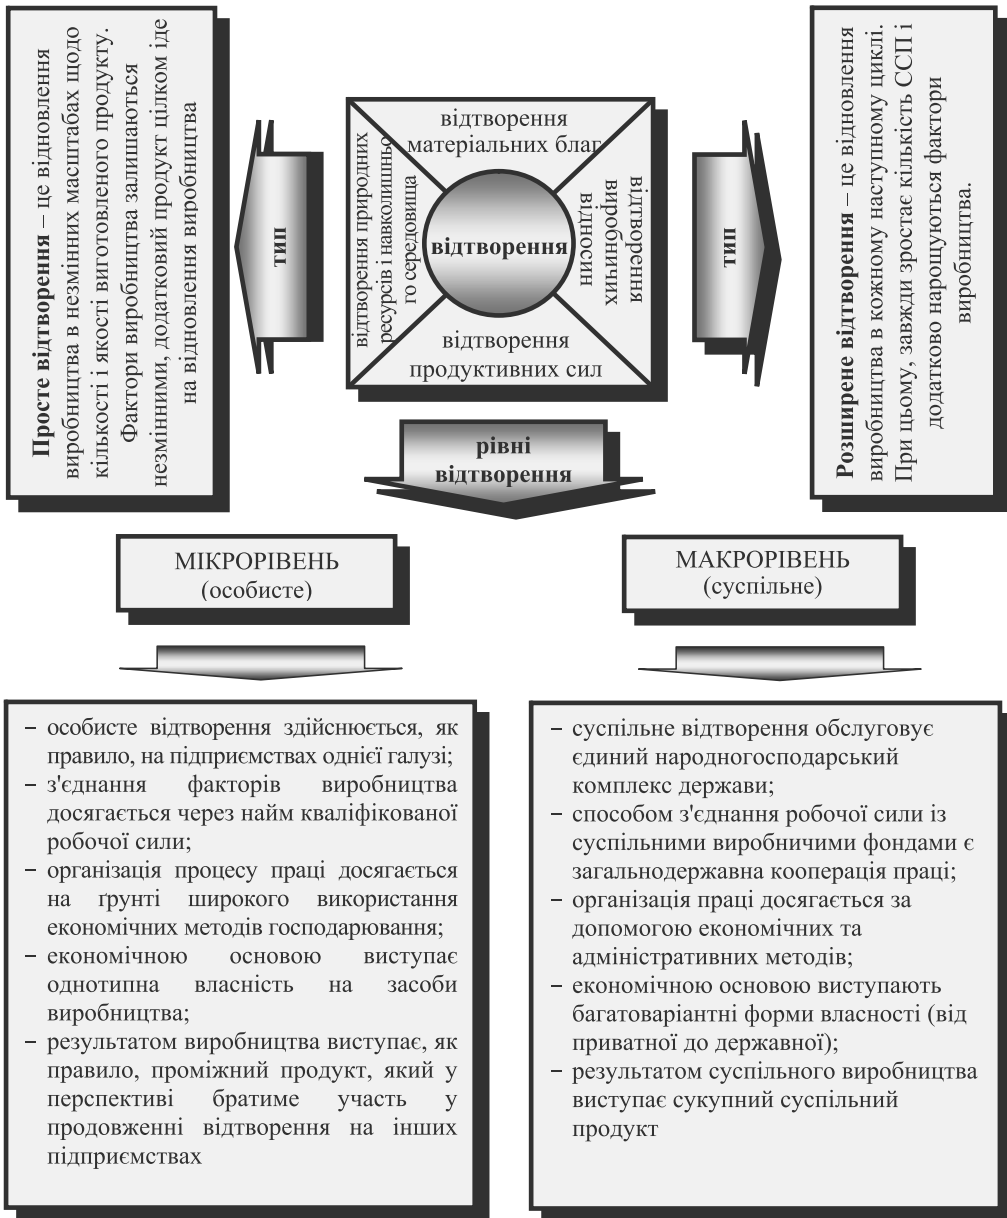 Просте відтворення – це відновлення
виробництва в незмінних масштабах щодо
кількості і якості виготовленого продукту.
Фактори виробництва залишаються
незмінними, додатковий продукт цілком іде
на відновлення виробництва
тип
відтворення
матеріальних благ
відтворення природних
ресурсів і навколишньо
го середовища
відтворення
відтворення
виробничих
відносин
відтворення
продуктивних сил
тип
Розширене відтворення – це відновлення
виробництва в кожному наступному циклі.
При цьому, завжди зростає кількість ССП і
додатково нарощуються фактори
виробництва.
рівні
відтворення
МІКРОРІВЕНЬ
(особисте)
МАКРОРІВЕНЬ
(суспільне)
– особисте відтворення здійснюється, як
правило, на підприємствах однієї галузі;
– з'єднання факторів виробництва
досягається через найм кваліфікованої
робочої сили;
– організація процесу праці досягається
на ґрунті широкого використання
економічних методів господарювання;
– економічною основою виступає
однотипна власність на засоби
виробництва;
– результатом виробництва виступає, як
правило, проміжний продукт, який у
перспективі братиме участь у
продовженні відтворення на інших
підприємствах
– суспільне відтворення обслуговує
єдиний народногосподарський
комплекс держави;
– способом з'єднання робочої сили із
суспільними виробничими фондами є
загальнодержавна кооперація праці;
– організація праці досягається за
допомогою економічних та
адміністративних методів;
– економічною основою виступають
багатоваріантні форми власності (від
приватної до державної);
– результатом суспільного виробництва
виступає сукупний суспільний
продукт